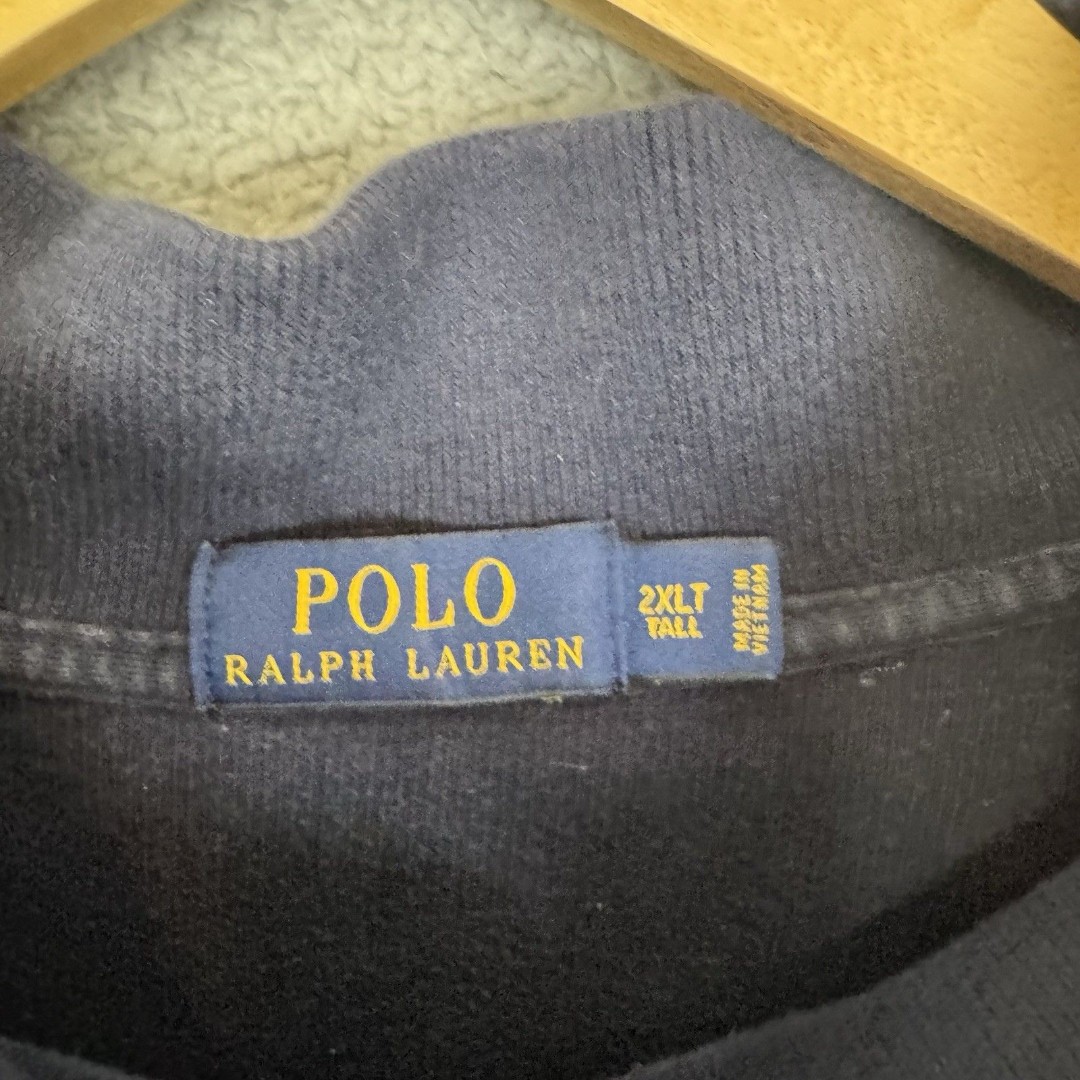 POLO
RALPH LAUREN
2XLT
TALL
MADE IN
VIETNAM